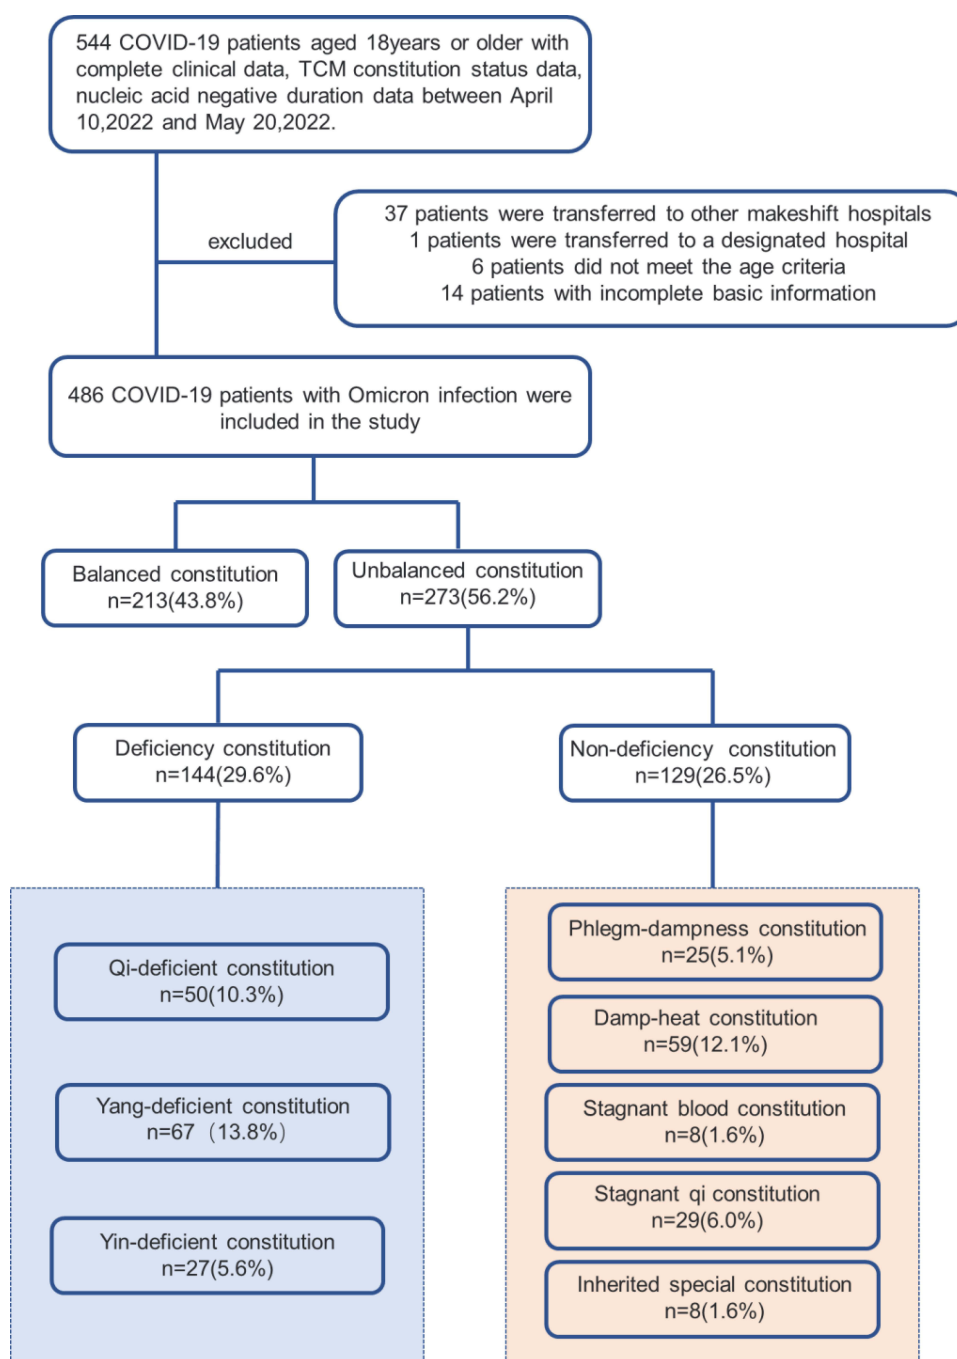 544 COVID-19 patients aged 18years or older with
complete clinical data, TCM constitution status data,
nucleic acid negative duration data between April
10,2022 and May 20,2022.
excluded
37 patients were transferred to other makeshift hospitals
1 patients were transferred to a designated hospital
6 patients did not meet the age criteria
14 patients with incomplete basic information
486 COVID-19 patients with Omicron infection were
included in the study
Balanced constitution
n=213(43.8%)
Unbalanced constitution
n=273(56.2%)
Deficiency constitution
n=144(29.6%)
Non-deficiency constitution
n=129(26.5%)
Qi-deficient constitution
n=50(10.3%)
Yang-deficient constitution
n=67（13.8%）
Yin-deficient constitution
n=27(5.6%)
Phlegm-dampness constitution
n=25(5.1%)
Damp-heat constitution
n=59(12.1%)
Stagnant blood constitution
n=8(1.6%)
Stagnant qi constitution
n=29(6.0%)
Inherited special constitution
n=8(1.6%)